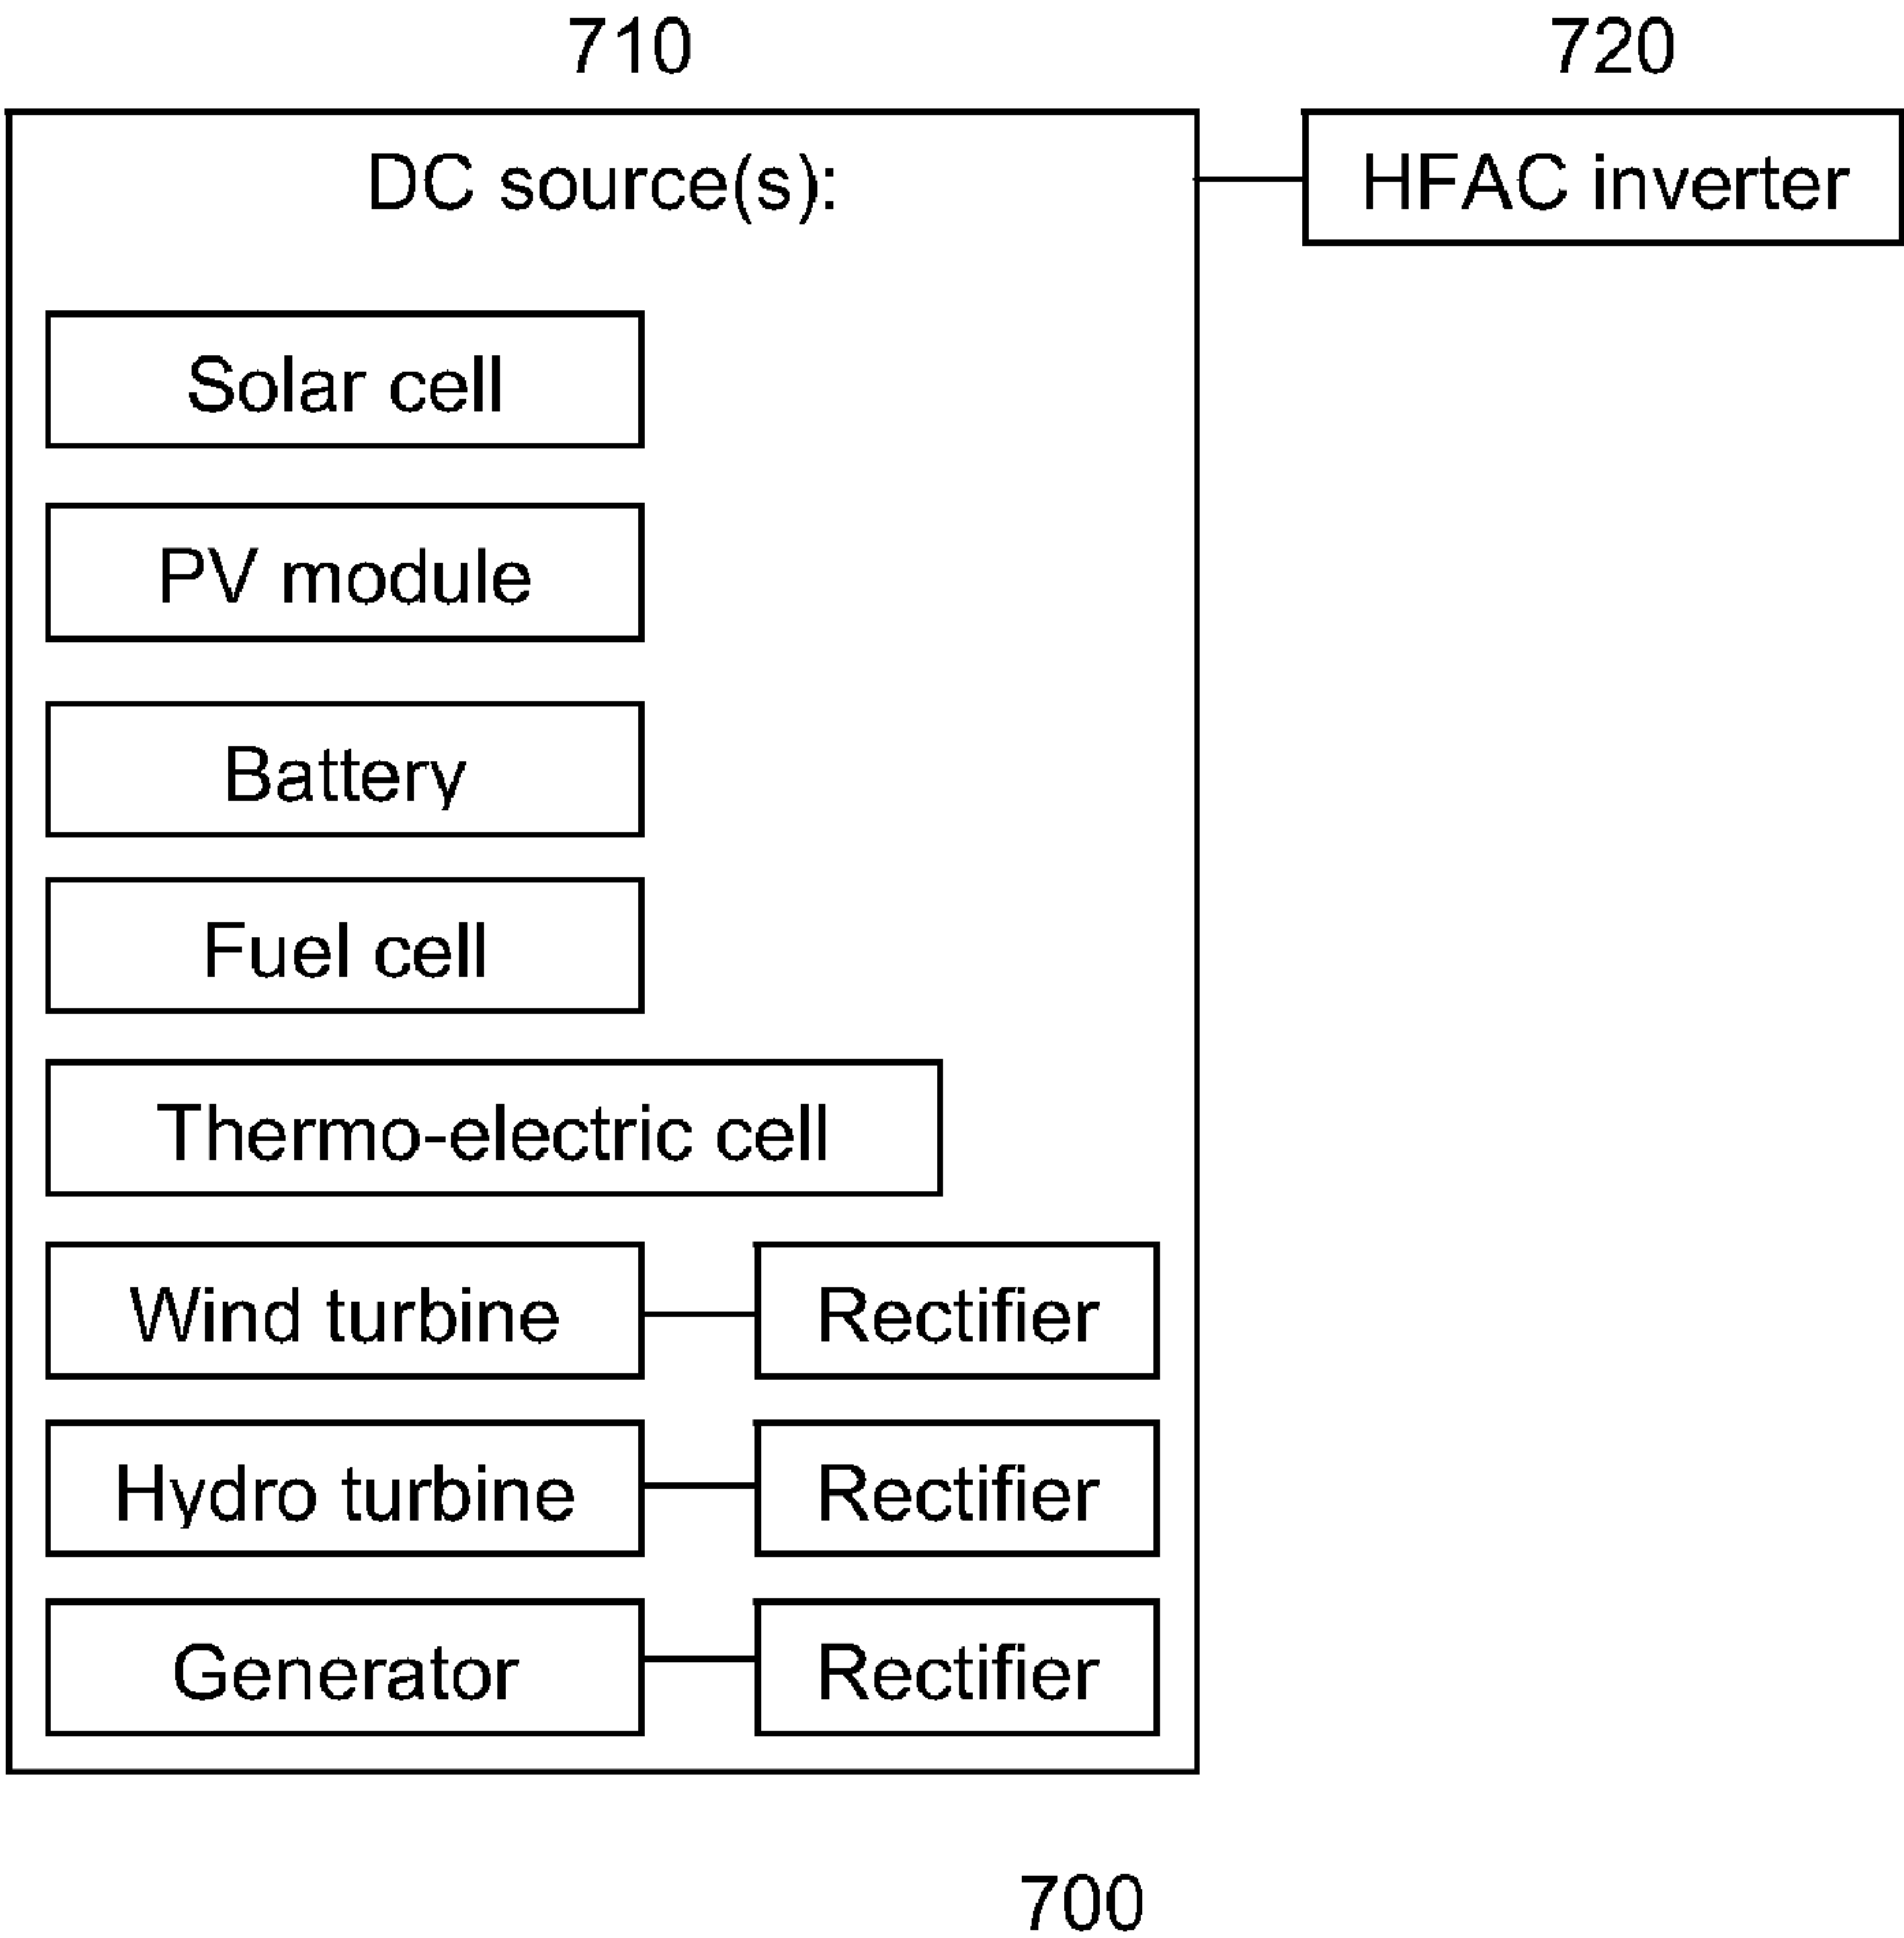 710
720
DC source(s):
HFAC inverter
Solar cell
PV module
Battery
Fuel cell
Thermo-electric cell
Wind turbine
Rectifier
Hydro turbine
Rectifier
Generator
Rectifier
700